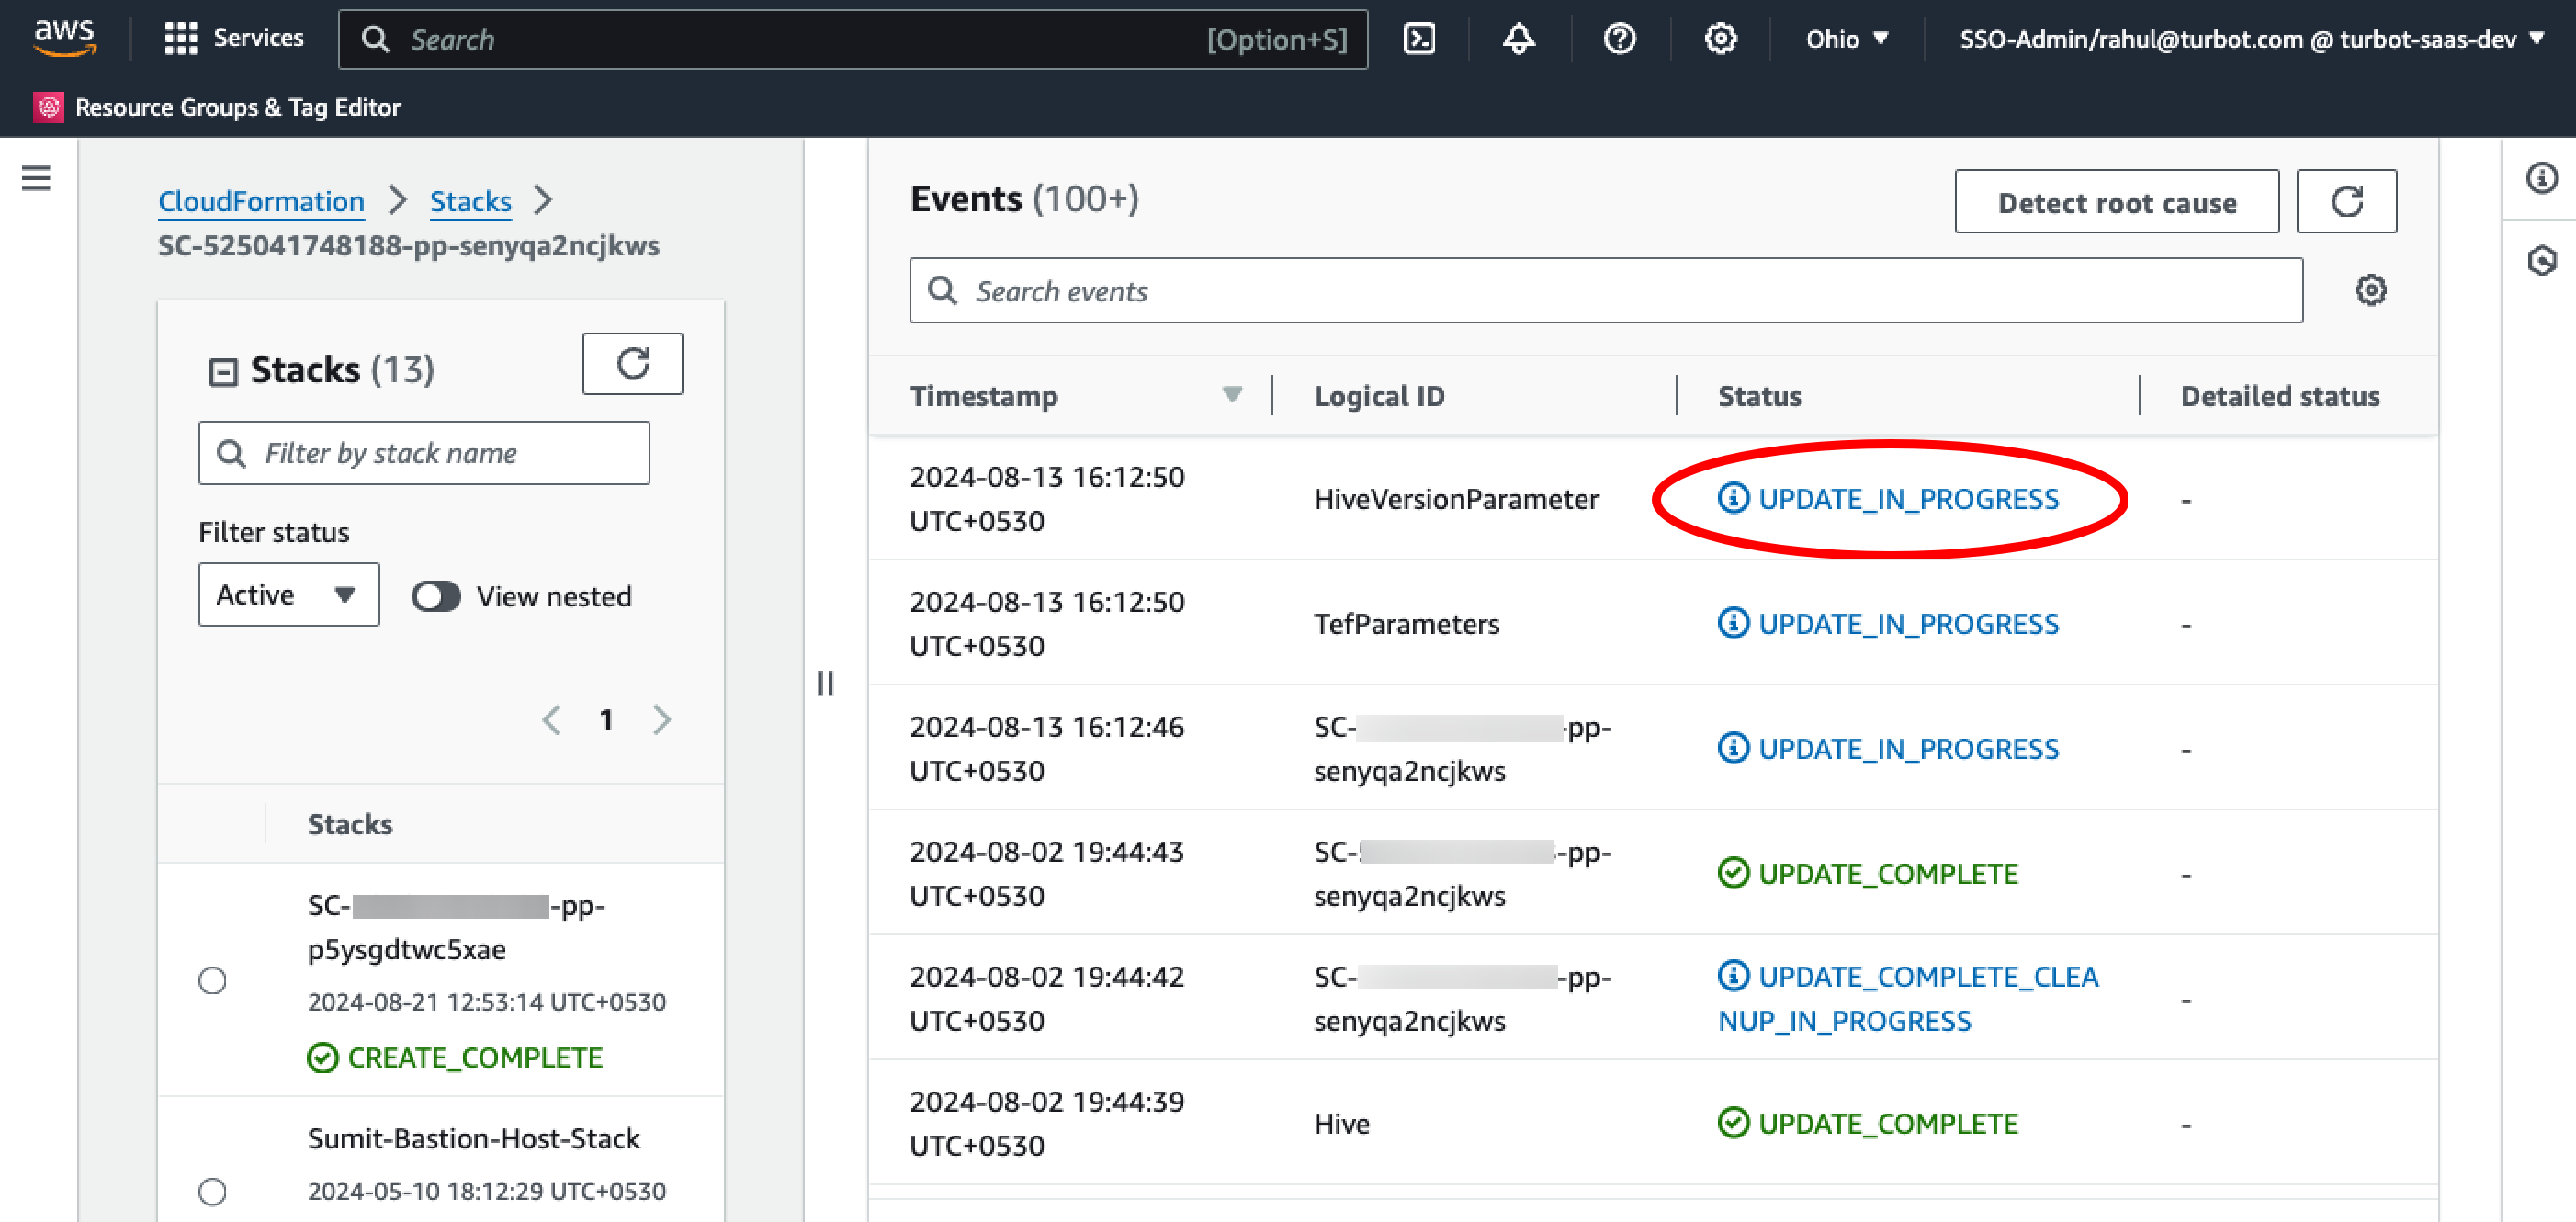 aws
Services
Search
[Option+S]
Ohio
SSO-Admin/rahul@turbot.com @ turbot-saas-dev
Resource Groups & Tag Editor
CloudFormation
Stacks
SC-525041748188-pp-senyqa2ncjkws
Stacks (13)
Filter by stack name
Filter status
Active
View nested
1
Stacks
SC-
-pp-
p5ysgdtwc5xae
2024-08-21 12:53:14 UTC+0530
CREATE_COMPLETE
Sumit-Bastion-Host-Stack
2024-05-10 18:12:29 UTC+0530
Events (100+)
Detect root cause
Search events
Timestamp
Logical ID
Status
Detailed status
2024-08-13 16:12:50
UTC+0530
HiveVersionParameter
UPDATE_IN_PROGRESS
-
2024-08-13 16:12:50
UTC+0530
TefParameters
UPDATE_IN_PROGRESS
-
2024-08-13 16:12:46
UTC+0530
SC-
-pp-
senyqa2ncjkws
UPDATE_IN_PROGRESS
-
2024-08-02 19:44:43
UTC+0530
SC-
-pp-
senyqa2ncjkws
UPDATE_COMPLETE
-
2024-08-02 19:44:42
UTC+0530
SC-
-pp-
senyqa2ncjkws
UPDATE_COMPLETE_CLEA
NUP_IN_PROGRESS
-
2024-08-02 19:44:39
UTC+0530
Hive
UPDATE_COMPLETE
-